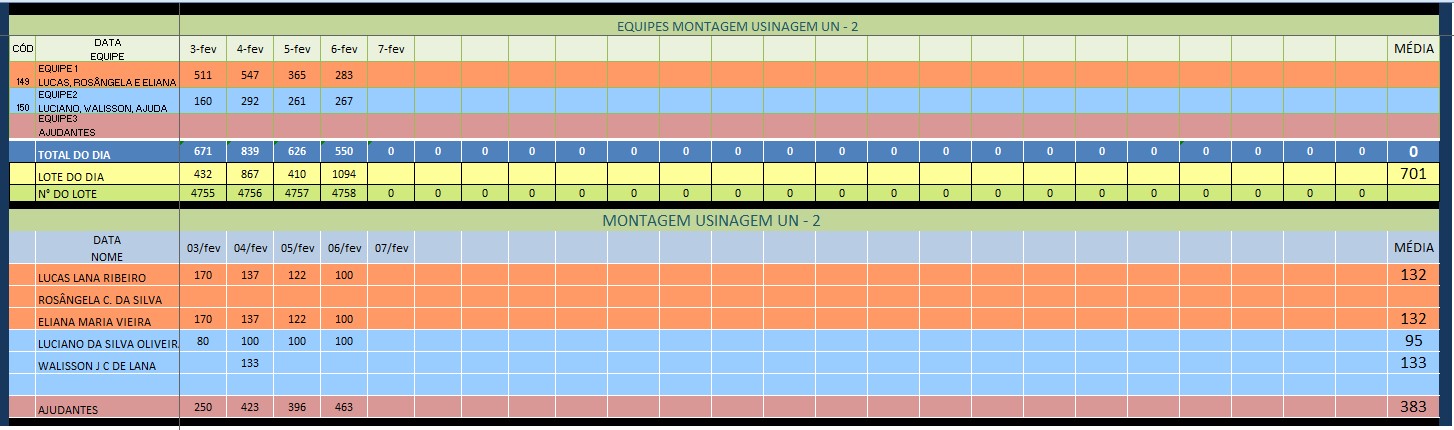 EQUIPES MONTAGEM USINAGEM UN - 2
CÓD DATA 3-fev 4-fev 5-fev 6-fev 7-fev MÉDIA
EQUIPE
EQUIPE 1 511 547 365 283
149 LUCAS, ROSÂNGELA E ELIANA
EQUIPE2 160 292 261 267
150 LUCIANO, WALISSON, AJUDA
EQUIPE3
AJUDANTES
TOTAL DO DIA 671 839 626 550 0 0 0 0 0 0 0 0 0 0 0 0 0 0 0 0 0 0 0 0 0 0
LOTE DO DIA 432 867 410 1094 701
Nº DO LOTE 4755 4756 4757 4758 0 0 0 0 0 0 0 0 0 0 0 0 0 0 0 0 0 0 0 0 0
MONTAGEM USINAGEM UN - 2
DATA 03/fev 04/fev 05/fev 06/fev 07/fev MÉDIA
NOME
LUCAS LANA RIBEIRO 170 137 122 100 132
ROSÂNGELA C. DA SILVA
ELIANA MARIA VIEIRA 170 137 122 100 132
LUCIANO DA SILVA OLIVEIR 80 100 100 100 95
WALISSON J C DE LANA 133 133
AJUDANTES 250 423 396 463 383